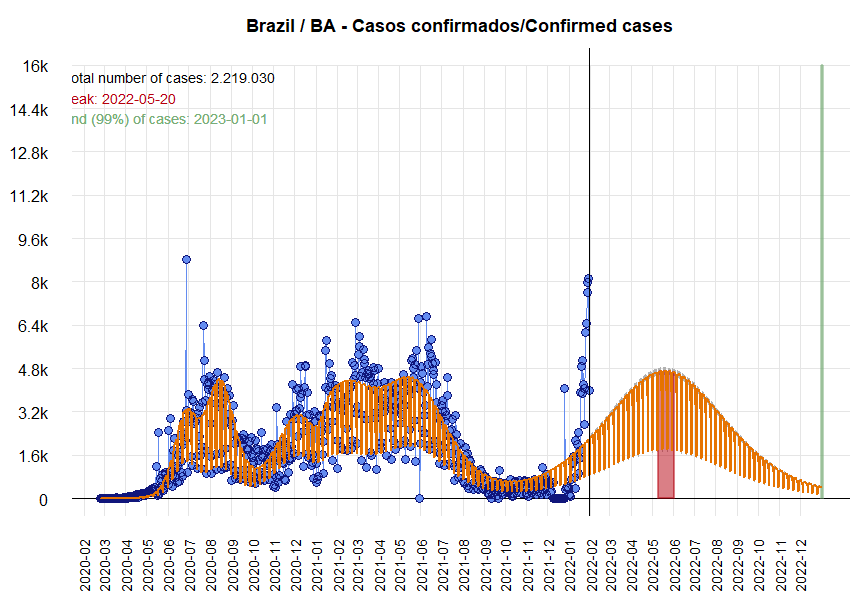 Brazil / BA - Casos confirmados/Confirmed cases
16k
otal number of cases: 2.219.030
eak: 2022-05-20
nd (99%) of cases: 2023-01-01
14.4k
12.8k
11.2k
9.6k
8k
6.4k
4.8k
3.2k
1.6k
0
2020-02
2020-03
2020-04
2020-05
2020-06
2020-07
2020-08
2020-09
2020-10
2020-11
2020-12
2021-01
2021-02
2021-03
2021-04
2021-05
2021-06
2021-07
2021-08
2021-09
2021-10
2021-11
2021-12
2022-01
2022-02
2022-03
2022-04
2022-05
2022-06
2022-07
2022-08
2022-09
2022-10
2022-11
2022-12